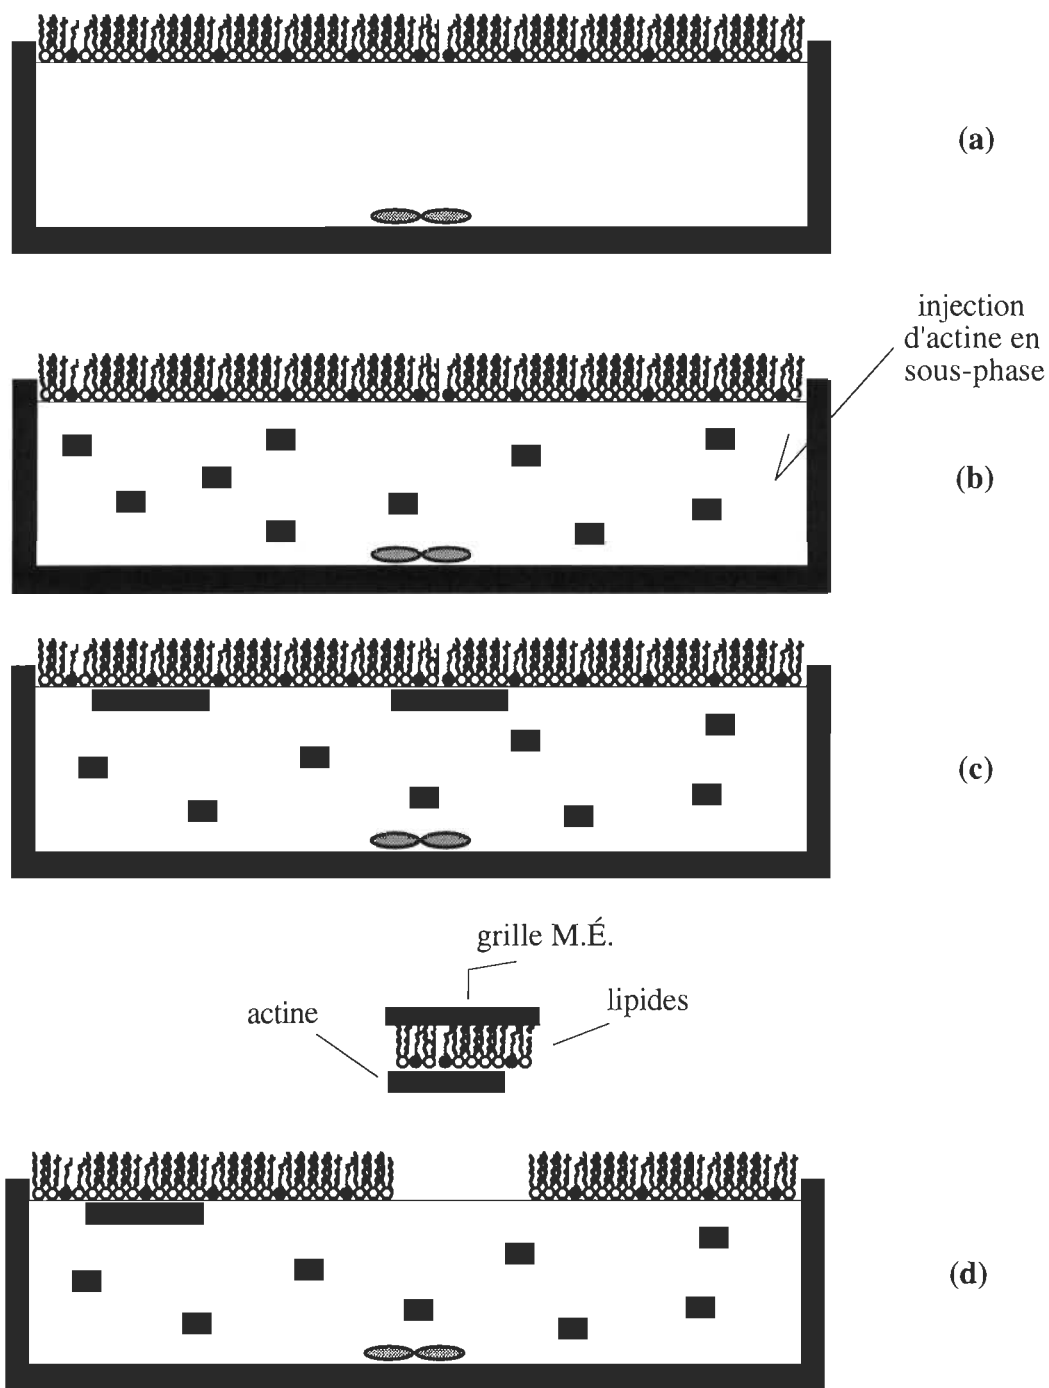 (a)
injection
d'actine en
sous-phase
(b)
(c)
grille M.É.
actine
lipides
(d)